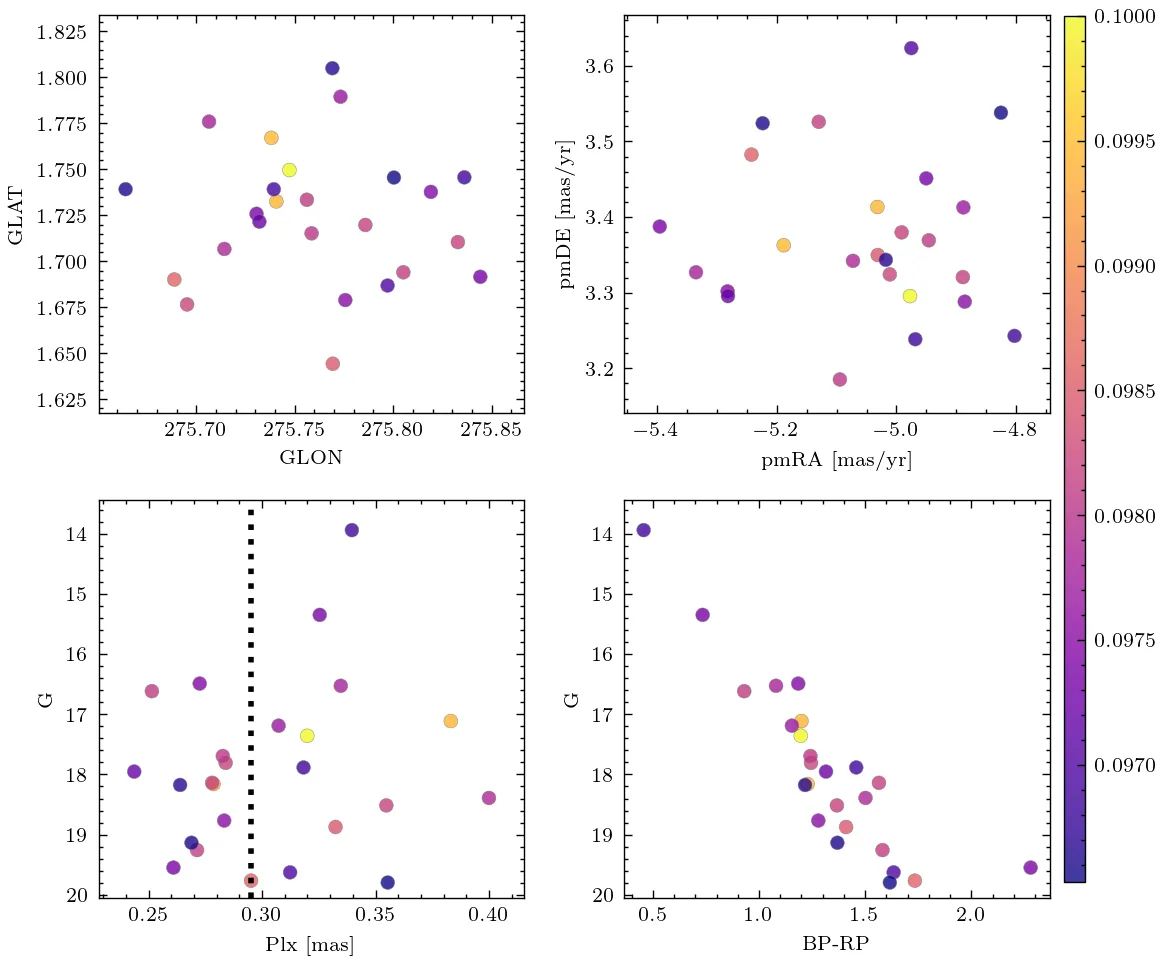 1.825
1.800
1.775
1.750
1.725
1.700
1.675
1.650
1.625
GLAT
275.70 275.75 275.80 275.85
GLON
3.6
3.5
3.4
3.3
3.2
pmDE [mas/yr]
−5.4 −5.2 −5.0 −4.8
pmRA [mas/yr]
0.1000
0.0995
0.0990
0.0985
0.0980
0.0975
0.0970
14
15
16
17
18
19
20
G
0.25 0.30 0.35 0.40
Plx [mas]
14
15
16
17
18
19
20
G
0.5 1.0 1.5 2.0
BP-RP